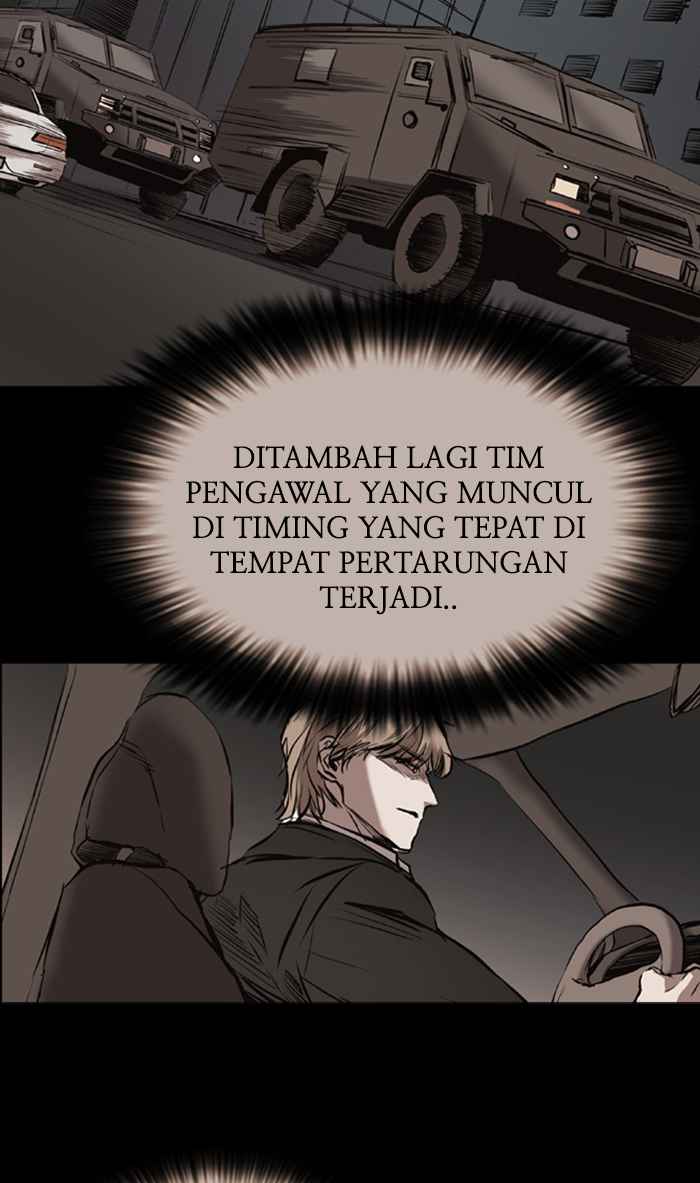 DITAMBAH LAGI TIM
PENGAWAL YANG MUNCUL
DI TIMING YANG TEPAT DI
TEMPAT PERTARUNGAN
TERJADI..